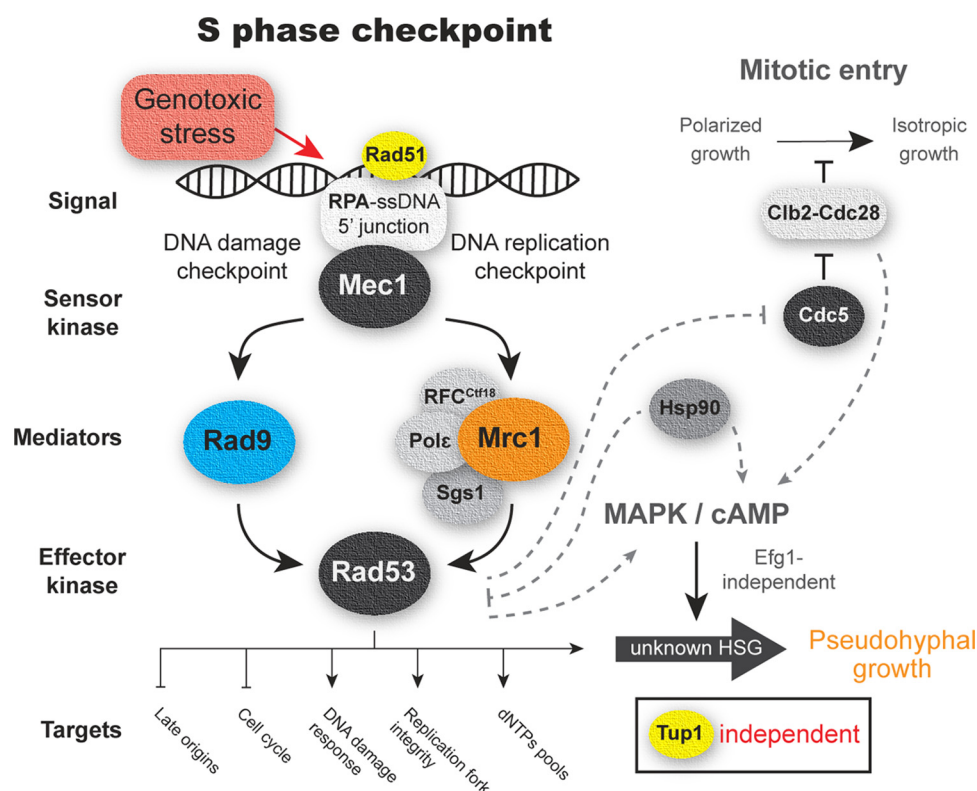 S phase checkpoint
Genotoxic
stress
Rad51
Signal
RPA-ssDNA
5' junction
DNA damage
checkpoint
DNA replication
checkpoint
Sensor
kinase
Mec1
Mediators
Rad9
RFCCtf18
Polε
Mrc1
Sgs1
Effector
kinase
Rad53
Targets
Late origins
Cell cycle
DNA damage
response
Replication fork
integrity
dNTPs pools
Mitotic entry
Polarized
growth
Isotropic
growth
Clb2-Cdc28
Cdc5
Hsp90
MAPK / cAMP
Efg1-
independent
unknown HSG
Pseudohyphal
growth
Tup1 independent